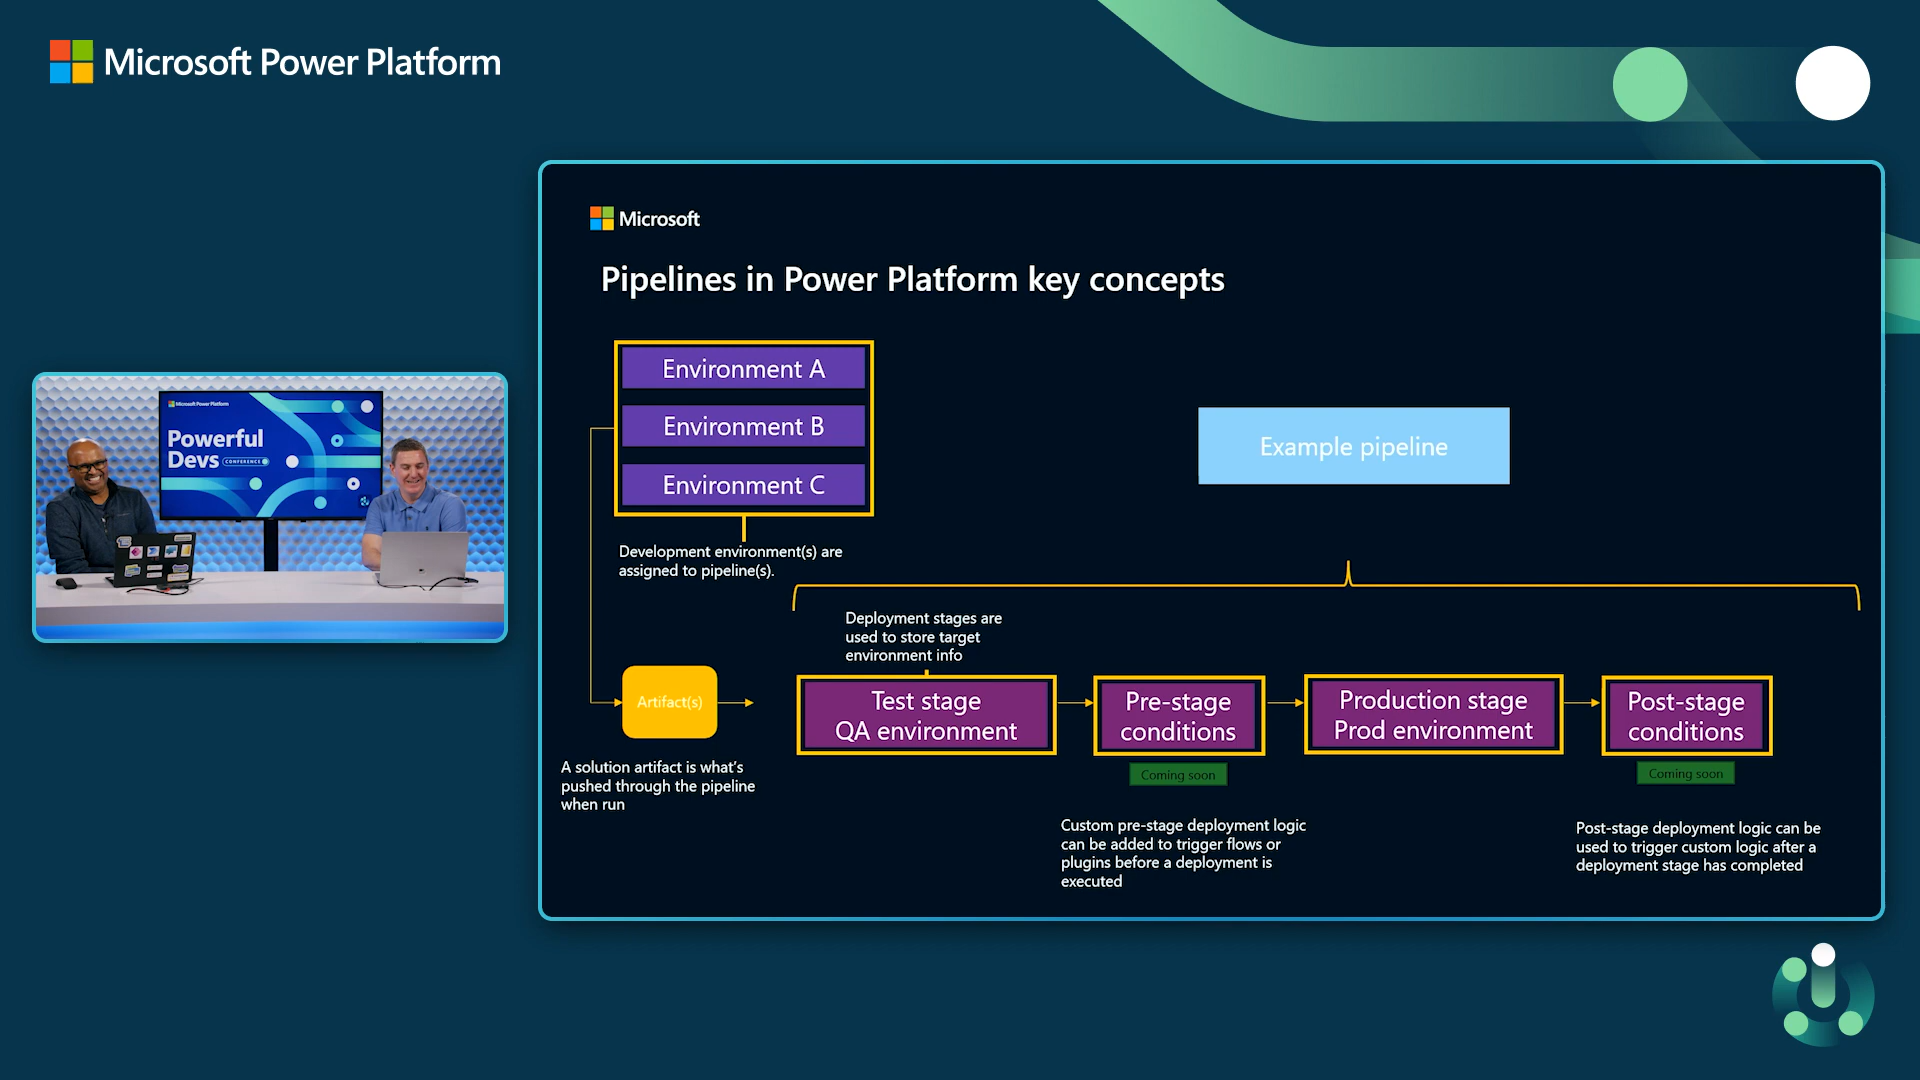 Microsoft Power Platform
Microsoft
Pipelines in Power Platform key concepts
Environment A
Environment B
Environment C
Example pipeline
Development environment(s) are
assigned to pipeline(s).
Deployment stages are
used to store target
environment info
Artifact(s)
Test stage
QA environment
Pre-stage
conditions
Production stage
Prod environment
Post-stage
conditions
Coming soon
Coming soon
A solution artifact is what's
pushed through the pipeline
when run
Custom pre-stage deployment logic
can be added to trigger flows or
plugins before a deployment is
executed
Post-stage deployment logic can be
used to trigger custom logic after a
deployment stage has completed
Microsoft Power Platform
Powerful
Devs CONFERENCE